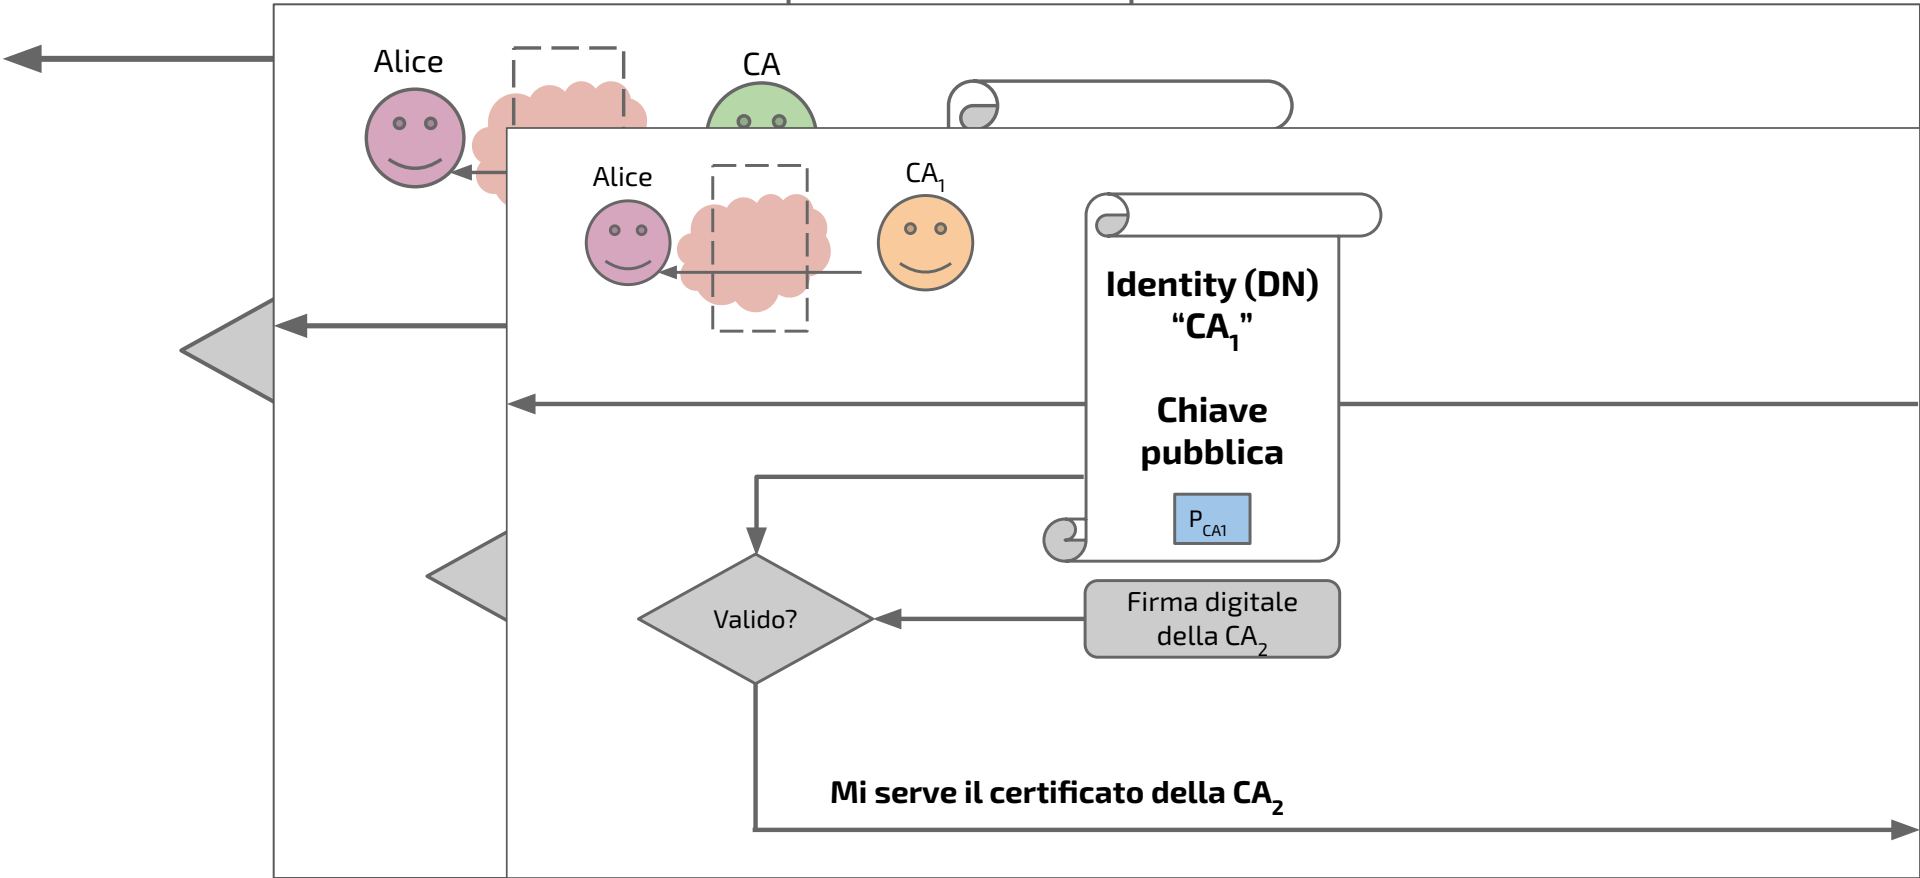 Alice
CA
Alice
CA₁
Identity (DN)
“CA₁”
Chiave
pubblica
P_CA1
Valido?
Firma digitale
della CA₂
Mi serve il certificato della CA₂